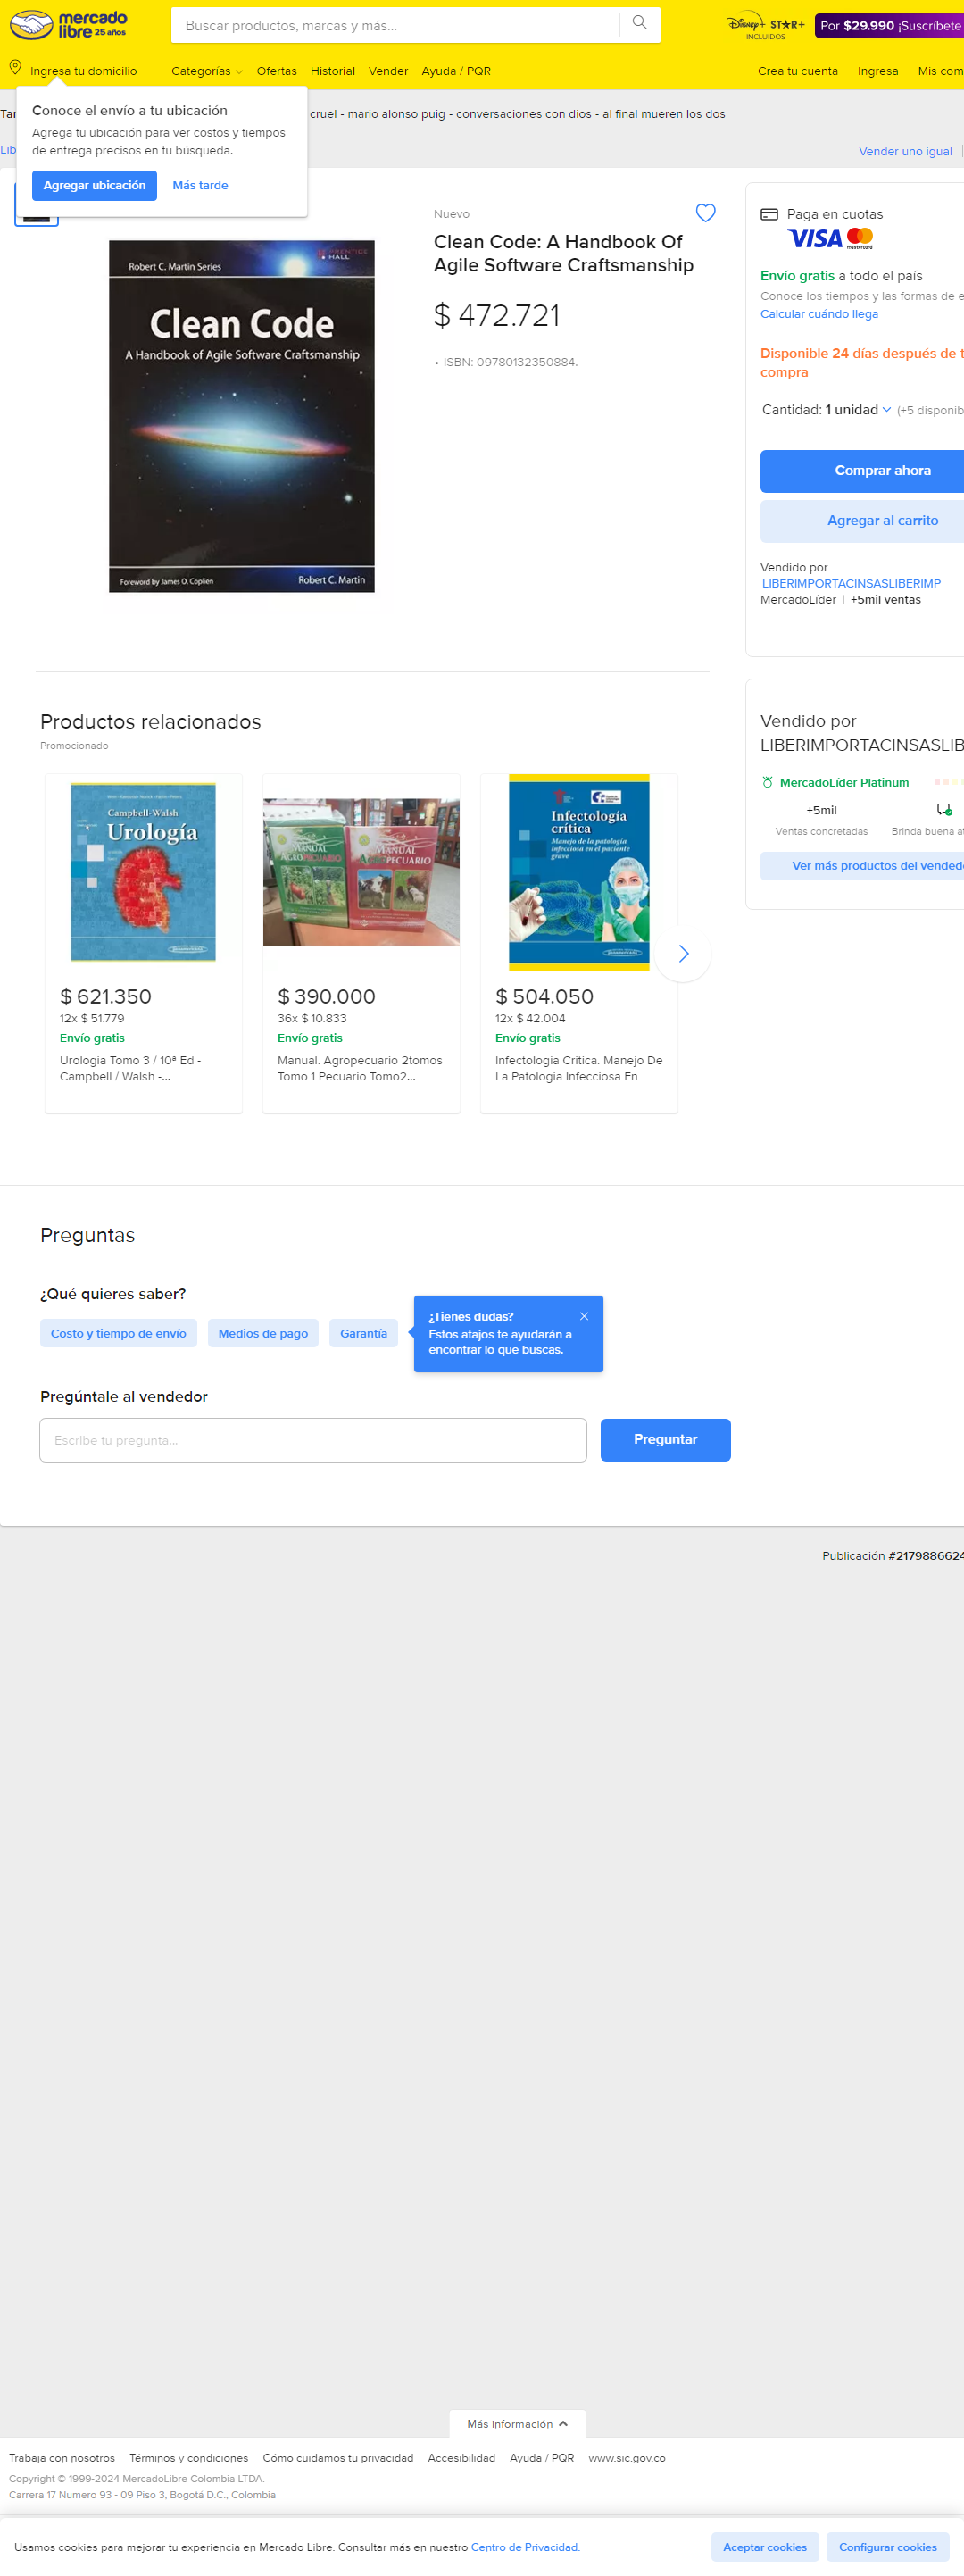 mercado
libre 25 años
Buscar productos, marcas y más...
Disney+ STAR+
INCLUIDOS
Por $29.990 ¡Suscríbete
Ingresa tu domicilio
Categorías Ofertas Historial Vender Ayuda / PQR
Crea tu cuenta Ingresa Mis com
Conoce el envío a tu ubicación
Agrega tu ubicación para ver costos y tiempos
de entrega precisos en tu búsqueda.
Agregar ubicación Más tarde
cruel - mario alonso puig - conversaciones con dios - al final mueren los dos
Vender uno igual
PRENTICE
HALL
Robert C. Martin Series
Clean Code
A Handbook of Agile Software Craftsmanship
Foreword by James O. Coplien
Robert C. Martin
Nuevo
Clean Code: A Handbook Of
Agile Software Craftsmanship
$ 472.721
• ISBN: 09780132350884.
Paga en cuotas
VISA mastercard
Envío gratis a todo el país
Conoce los tiempos y las formas de e
Calcular cuándo llega
Disponible 24 días después de t
compra
Cantidad: 1 unidad (+5 disponib
Comprar ahora
Agregar al carrito
Vendido por
LIBERIMPORTACINSASLIBERIMP
MercadoLíder | +5mil ventas
Vendido por
LIBERIMPORTACINSASLIB
MercadoLíder Platinum
+5mil
Ventas concretadas
Brinda buena at
Ver más productos del vended
Productos relacionados
Promocionado
Campbell-Walsh
Urología
$ 621.350
12x $ 51.779
Envío gratis
Urologia Tomo 3 / 10ª Ed -
Campbell / Walsh -...
MANUAL
AGROPECUARIO
MANUAL
AGROPECUARIO
$ 390.000
36x $ 10.833
Envío gratis
Manual. Agropecuario 2tomos
Tomo 1 Pecuario Tomo2...
Infectología
crítica
Manejo de la patología
infecciosa en el paciente
grave
$ 504.050
12x $ 42.004
Envío gratis
Infectologia Critica. Manejo De
La Patologia Infecciosa En
Preguntas
¿Qué quieres saber?
Costo y tiempo de envío Medios de pago Garantía
¿Tienes dudas?
Estos atajos te ayudarán a
encontrar lo que buscas.
Pregúntale al vendedor
Escribe tu pregunta...
Preguntar
Publicación #2179886624
Más información
Trabaja con nosotros Términos y condiciones Cómo cuidamos tu privacidad Accesibilidad Ayuda / PQR www.sic.gov.co
Copyright © 1999-2024 MercadoLibre Colombia LTDA.
Carrera 17 Numero 93 - 09 Piso 3, Bogotá D.C., Colombia
Usamos cookies para mejorar tu experiencia en Mercado Libre. Consultar más en nuestro Centro de Privacidad.
Aceptar cookies Configurar cookies